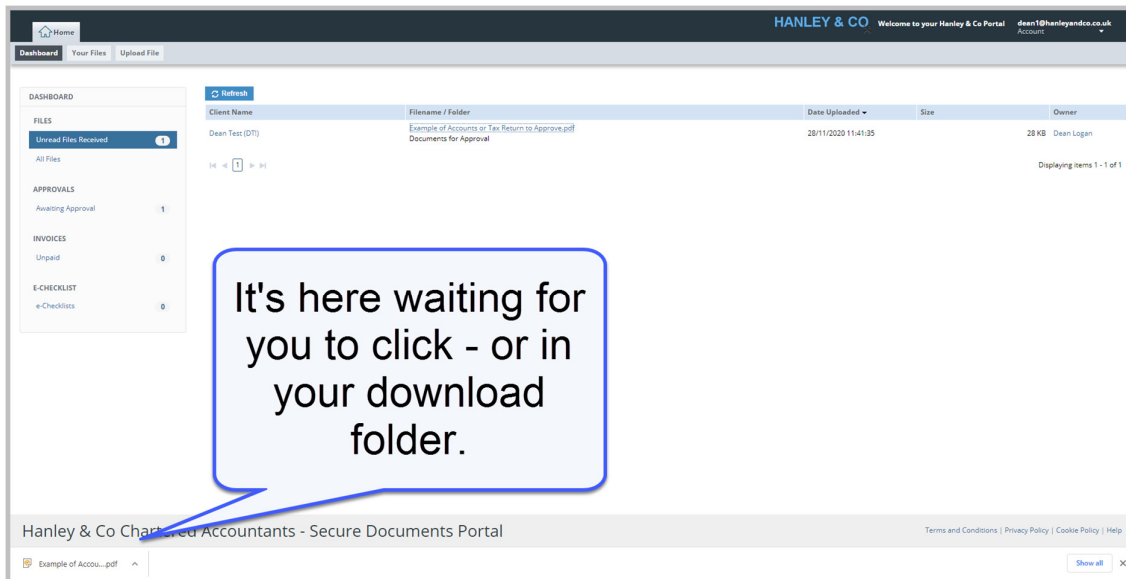 Home
HANLEY & CO
Welcome to your Hanley & Co Portal
dean1@hanleyandco.co.uk
Account
Dashboard Your Files Upload File
DASHBOARD
FILES
Unread Files Received 1
All Files
APPROVALS
Awaiting Approval 1
INVOICES
Unpaid 0
E-CHECKLIST
e-Checklists 0
Refresh
Client Name Filename / Folder Date Uploaded Size Owner
Dean Test (DT!) Example of Accounts or Tax Return to Approve.pdf 28/11/2020 11:41:35 28 KB Dean Logan
Documents for Approval
1
Displaying items 1 - 1 of 1
It's here waiting for
you to click - or in
your download
folder.
Hanley & Co Chartered Accountants - Secure Documents Portal
Terms and Conditions | Privacy Policy | Cookie Policy | Help
Example of Accou....pdf
Show all